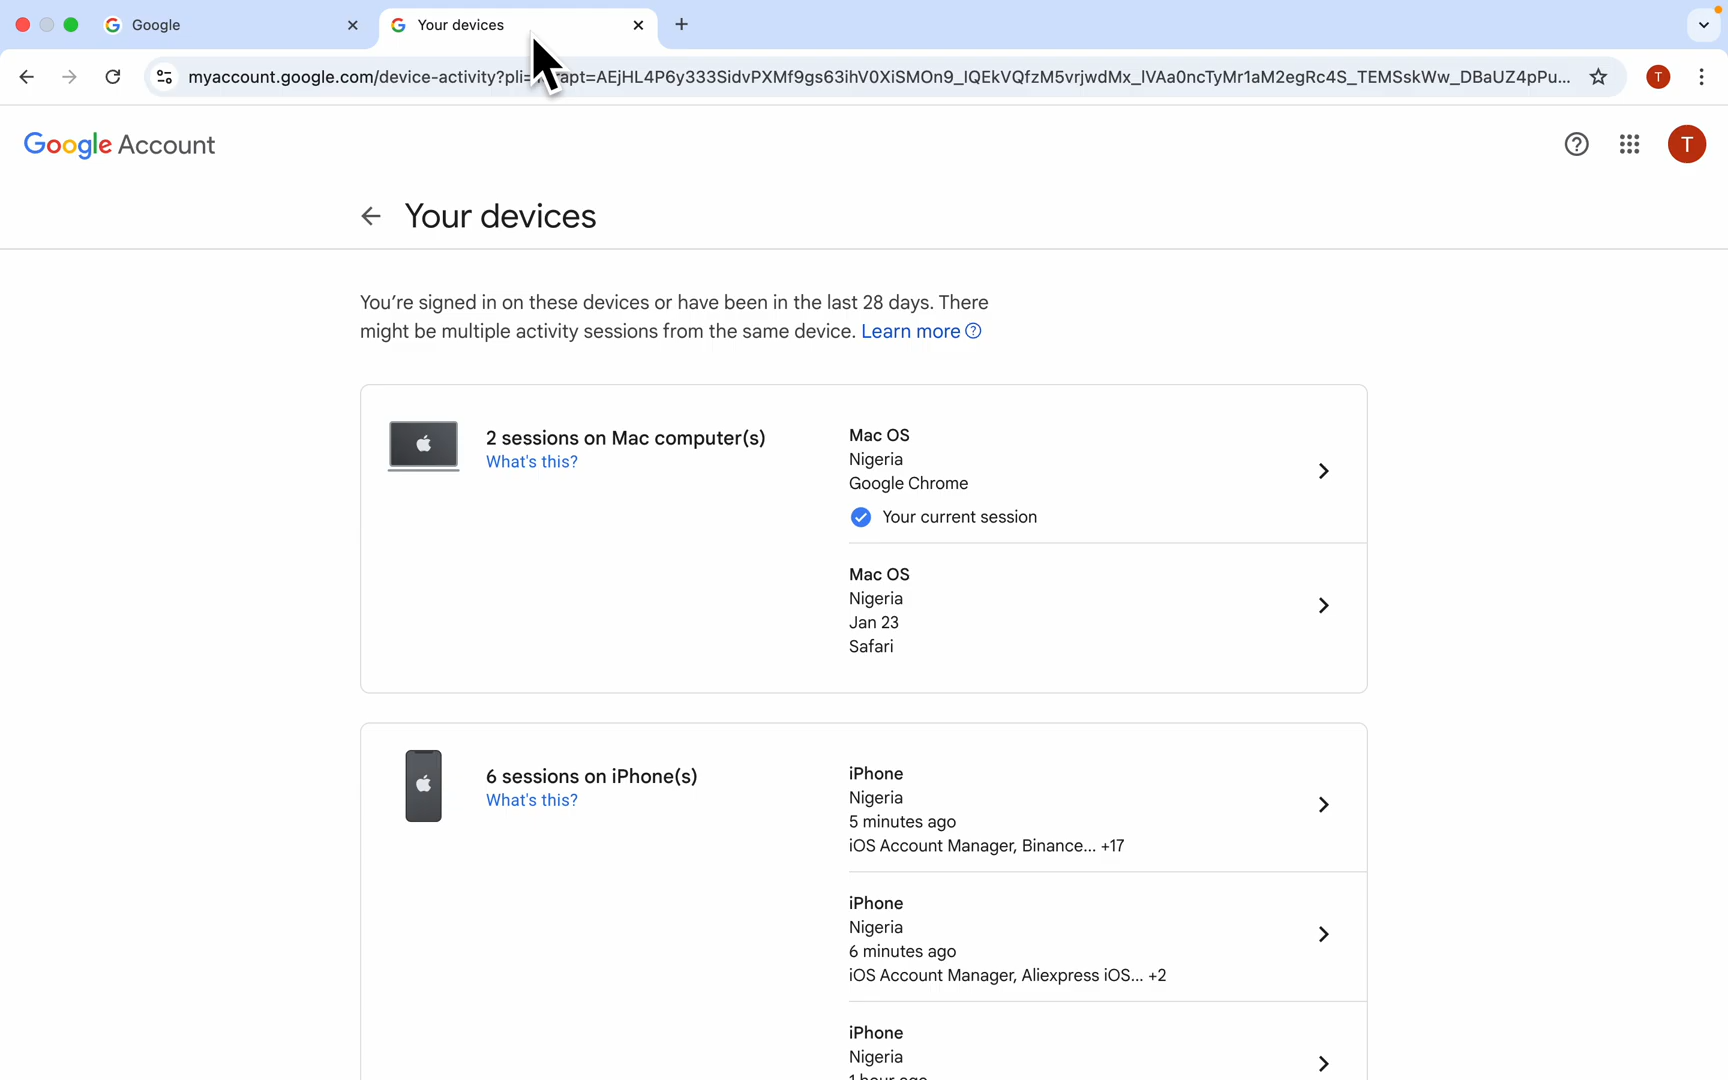 Google
Your devices
myaccount.google.com/device-activity?pli=
apt=AEjHL4P6y333SidvPXMf9gs63ihV0XiSMOn9_IQEkVQfzM5vrjwdMx_lVAa0ncTyMr1aM2egRc4S_TEMSskWw_DBaUZ4pPu...
T
Google Account
T
Your devices
You're signed in on these devices or have been in the last 28 days. There
might be multiple activity sessions from the same device. Learn more
2 sessions on Mac computer(s)
What's this?
Mac OS
Nigeria
Google Chrome
Your current session
Mac OS
Nigeria
Jan 23
Safari
6 sessions on iPhone(s)
What's this?
iPhone
Nigeria
5 minutes ago
iOS Account Manager, Binance... +17
iPhone
Nigeria
6 minutes ago
iOS Account Manager, Aliexpress iOS... +2
iPhone
Nigeria
1 hour ago